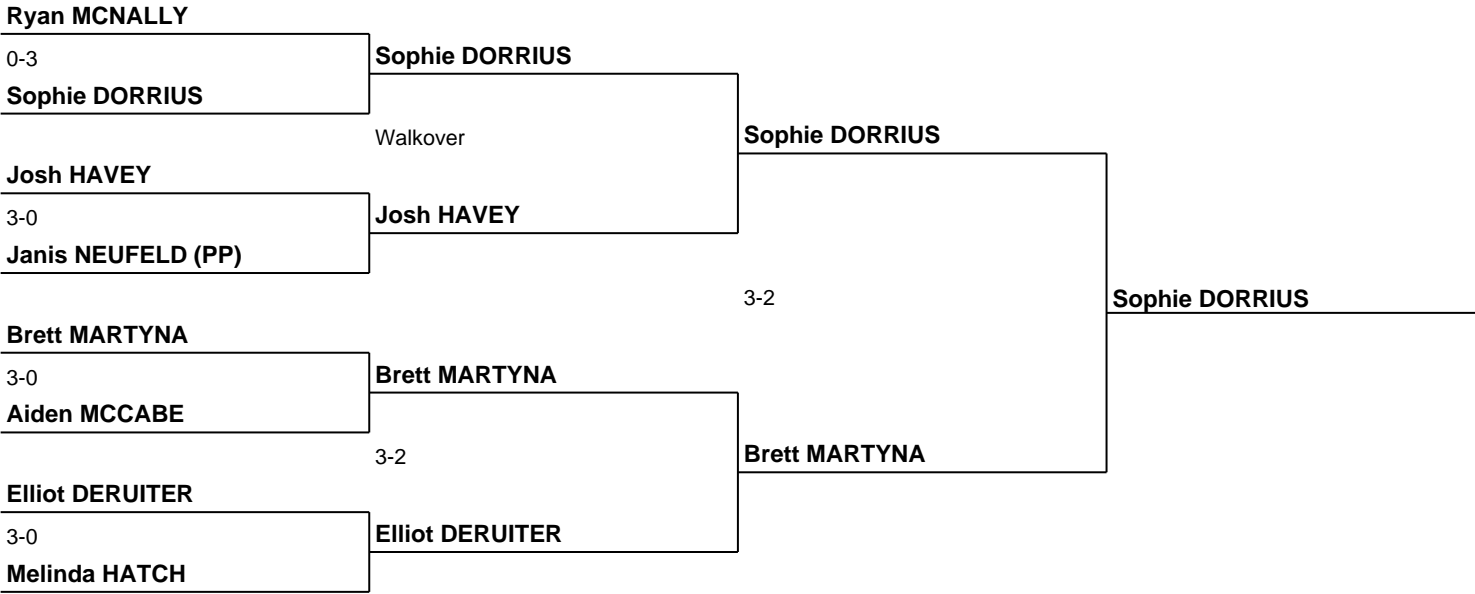 Ryan MCNALLY
0-3
Sophie DORRIUS
Sophie DORRIUS
Walkover
Sophie DORRIUS
Josh HAVEY
3-0
Josh HAVEY
Janis NEUFELD (PP)
3-2
Sophie DORRIUS
Brett MARTYNA
3-0
Brett MARTYNA
Aiden MCCABE
3-2
Brett MARTYNA
Elliot DERUITER
3-0
Elliot DERUITER
Melinda HATCH